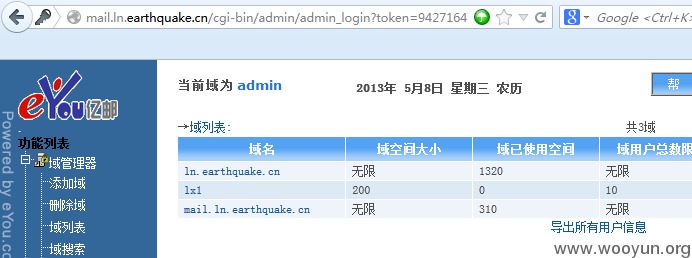 mail.ln.earthquake.cn/cgi-bin/admin/admin_login?token=9427164
Google <Ctrl+K>
eYou亿邮
Powered by eYou.co
功能列表
域管理器
添加域
删除域
域列表
域搜索
当前域为 admin
2013年 5月8日 星期三 农历
帮
→域列表:
共3域
域名 域空间大小 域已使用空间 域用户总数限
ln.earthquake.cn 无限 1320 无限
lx1 200 0 10
mail.ln.earthquake.cn 无限 310 无限
导出所有用户信息
www.wooyun.org